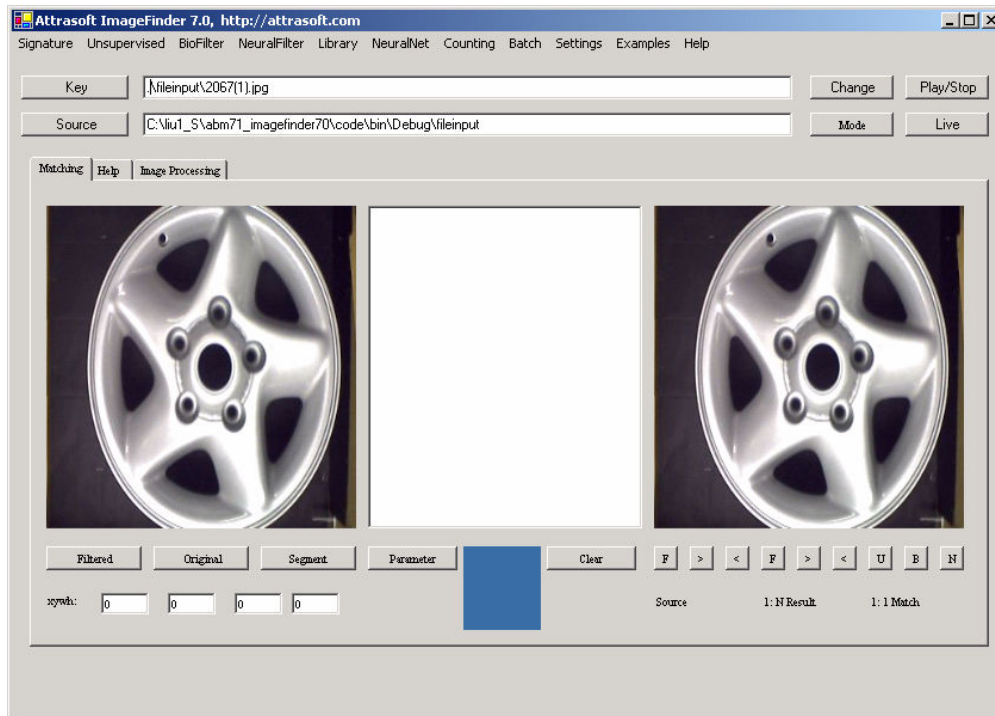 Attrasoft ImageFinder 7.0, http://attrasoft.com
Signature Unsupervised BioFilter NeuralFilter Library NeuralNet Counting Batch Settings Examples Help
Key .\fileinput\2067(1).jpg Change Play/Stop
Source C:\liu1_S\abm71_imagefinder70\code\bin\Debug\fileinput Mode Live
Matching Help Image Processing
Filtered Original Segment Parameter Clear F > < F > < U B N
xywh: 0 0 0 0 Source 1: N Result 1: 1 Match